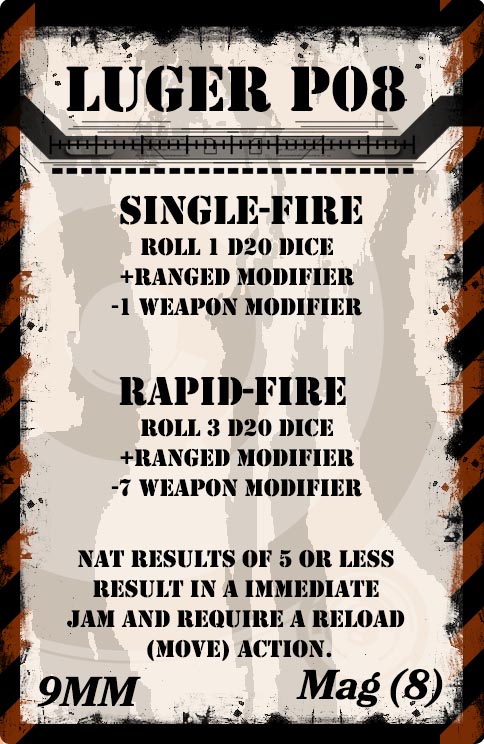 LUGER P08
SINGLE-FIRE
ROLL 1 D20 DICE
+RANGED MODIFIER
-1 WEAPON MODIFIER
RAPID-FIRE
ROLL 3 D20 DICE
+RANGED MODIFIER
-7 WEAPON MODIFIER
NAT RESULTS OF 5 OR LESS
RESULT IN A IMMEDIATE
JAM AND REQUIRE A RELOAD
(MOVE) ACTION.
9MM
Mag (8)